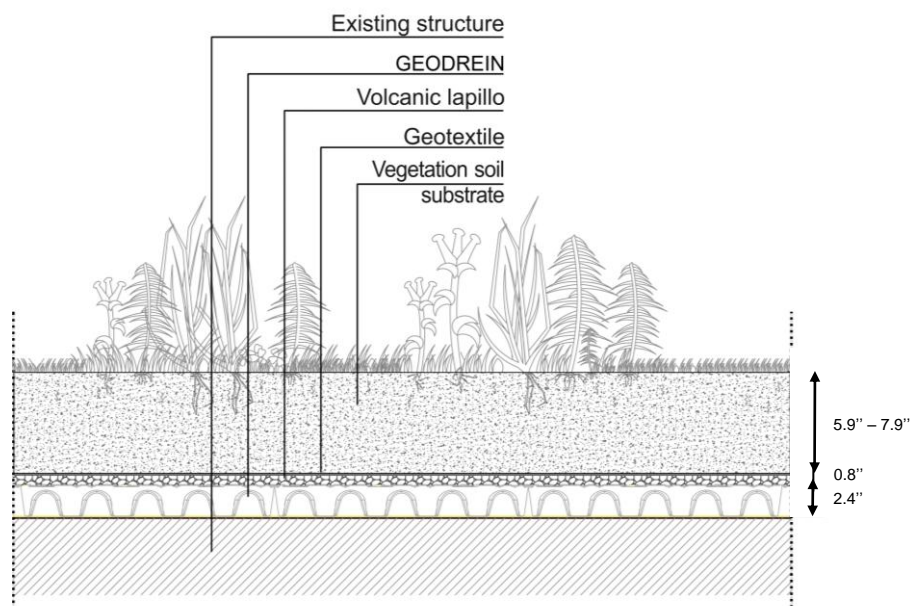 Existing structure
GEODREIN
Volcanic lapillo
Geotextile
Vegetation soil
substrate
5.9’’ – 7.9’’
0.8’’
2.4’’